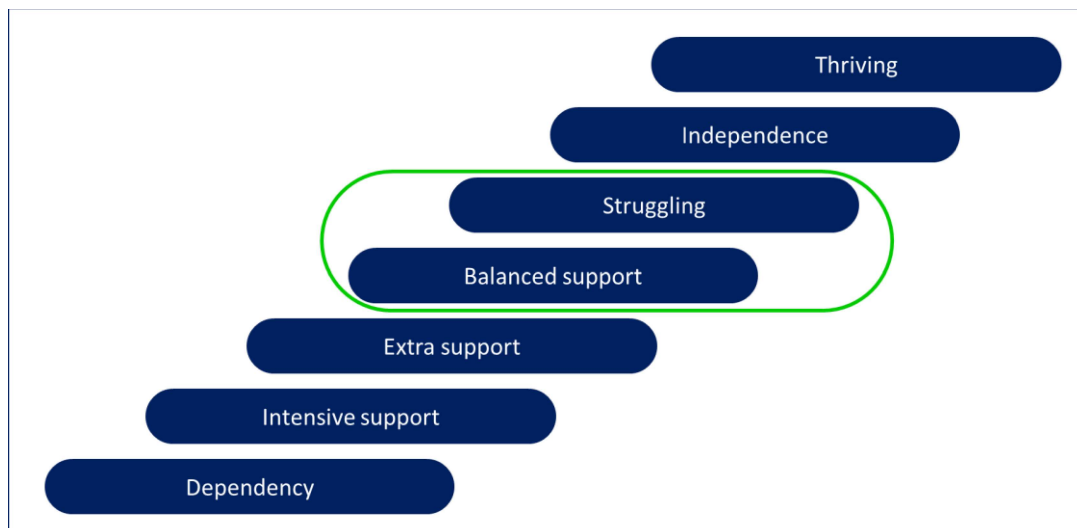 Thriving
Independence
Struggling
Balanced support
Extra support
Intensive support
Dependency